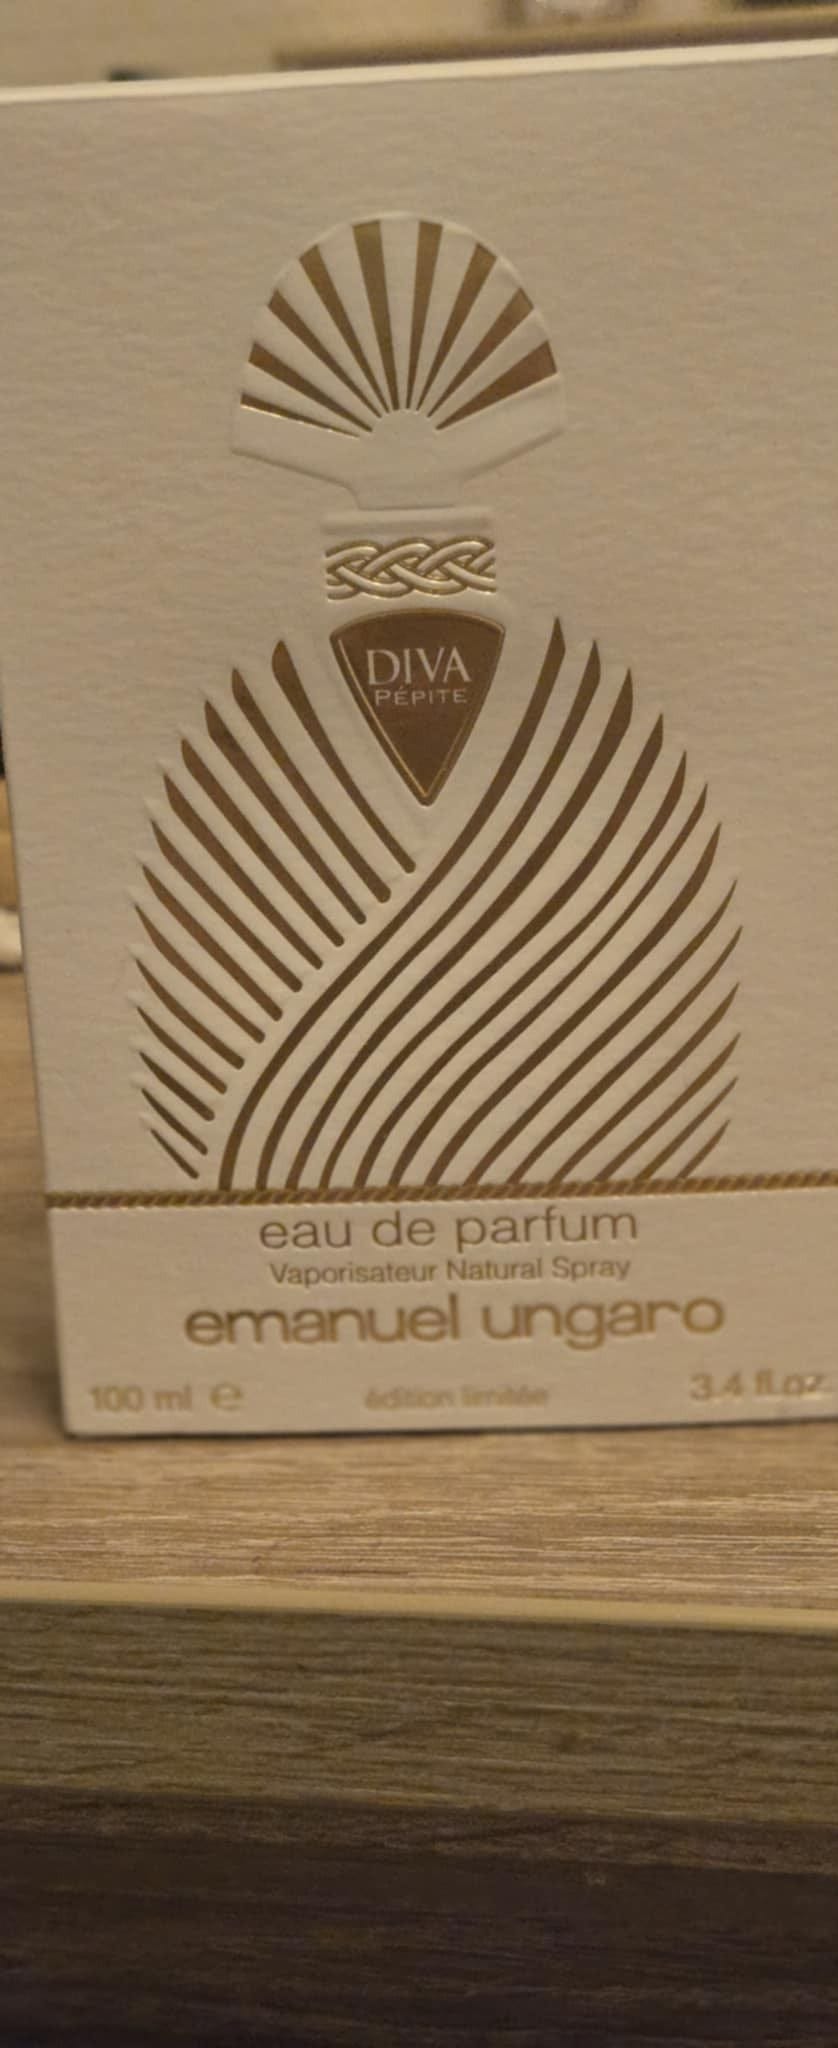 DIVA
PÉPITE
eau de parfum
Vaporisateur Natural Spray
emanuel ungaro
100 ml ℮ édition limitée 3.4 fl.oz